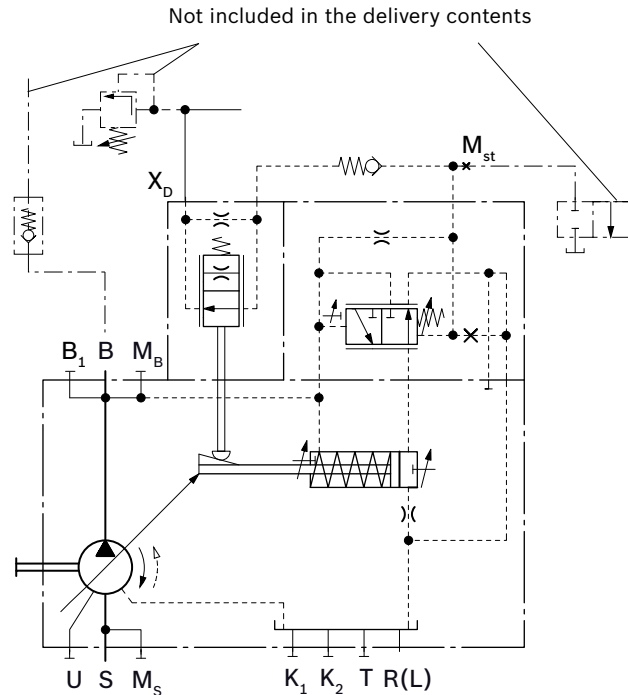 Not included in the delivery contents
X_D
M_st
B_1 B M_B
U S M_S K_1 K_2 T R(L)